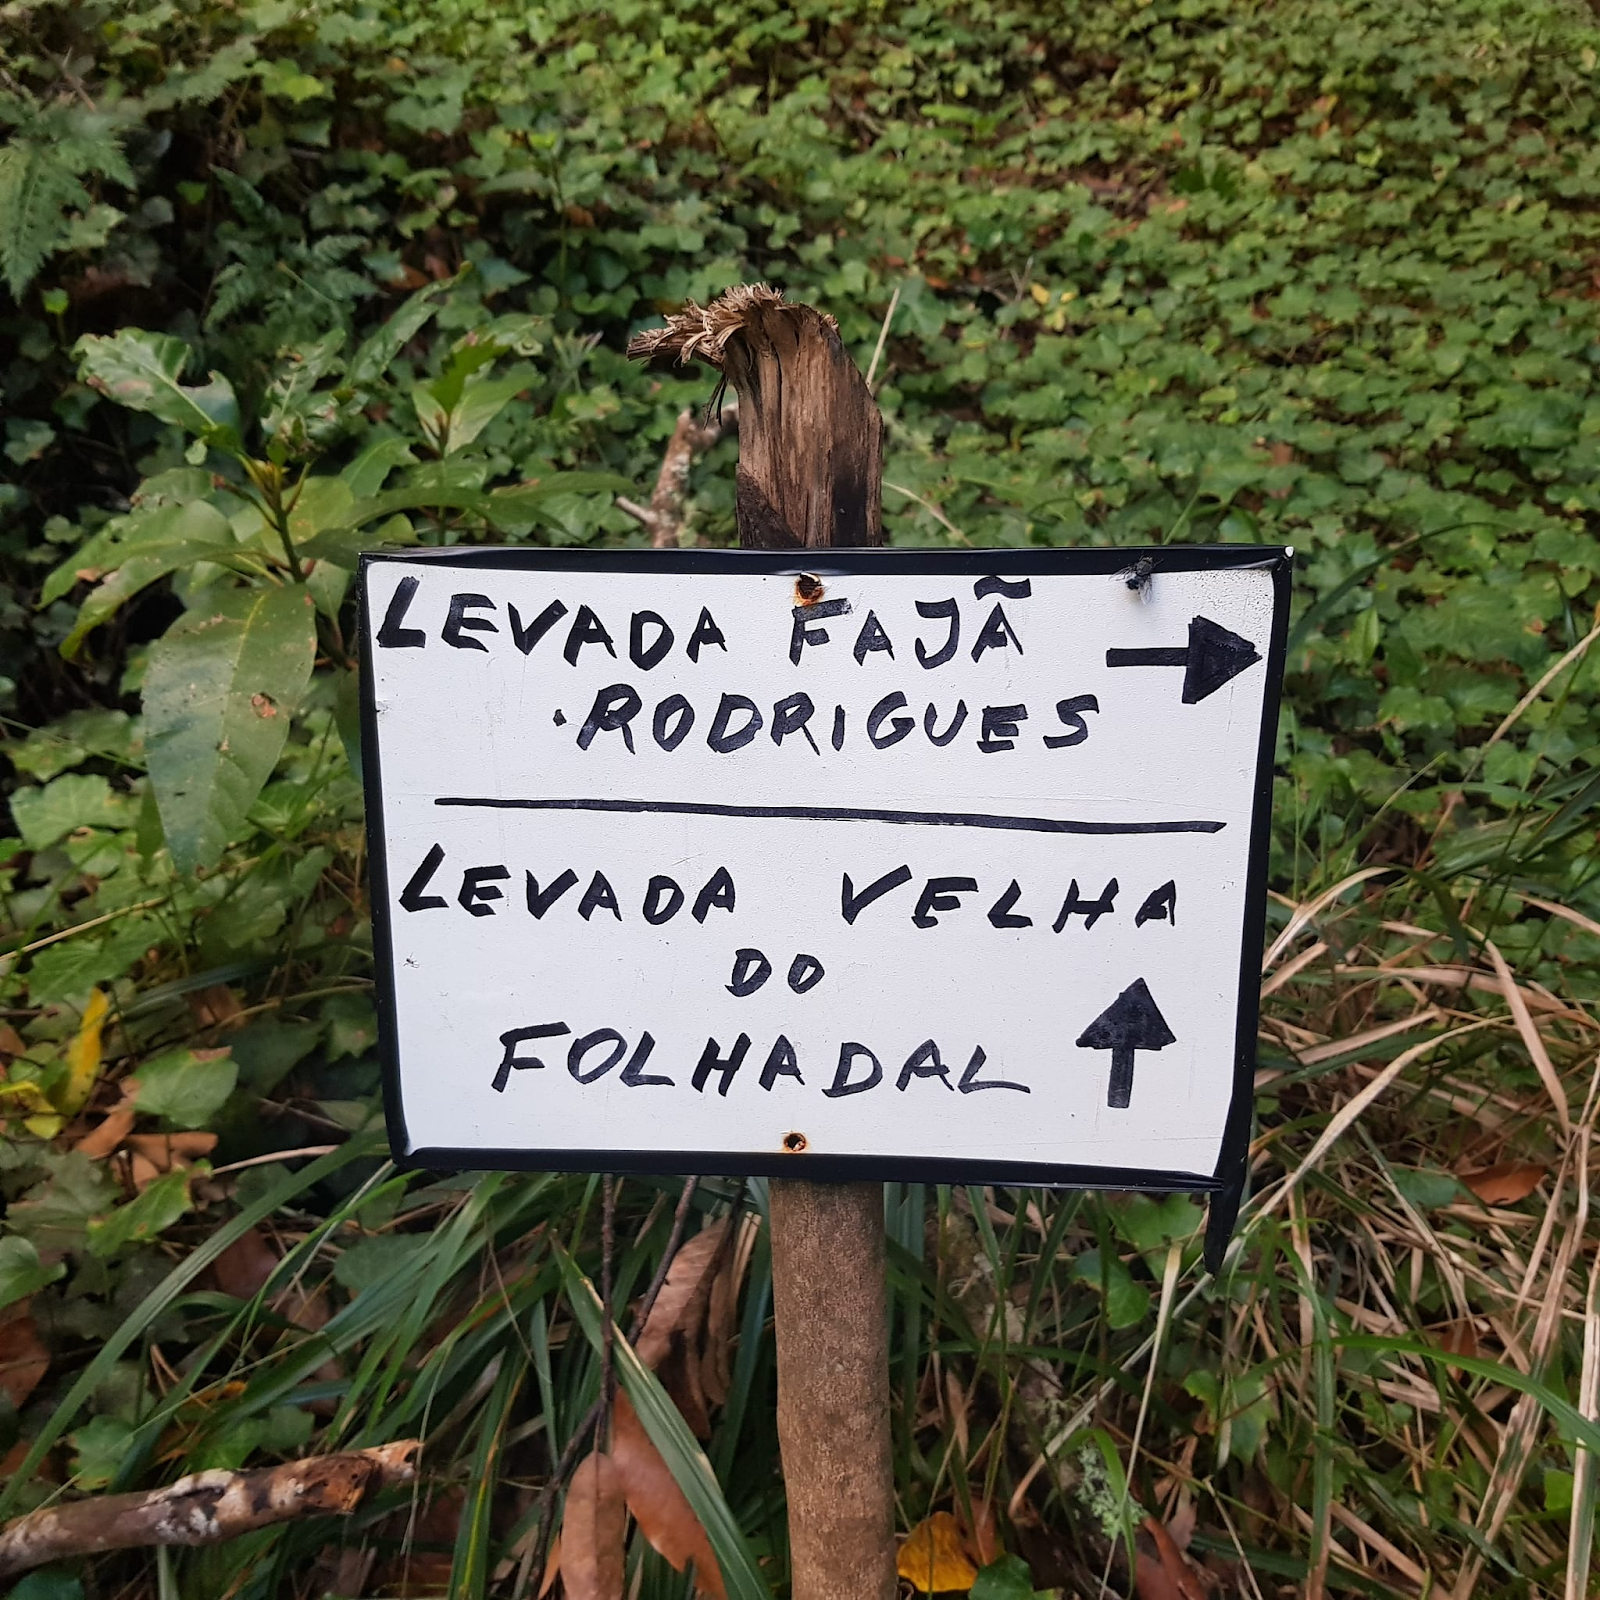 LEVADA FAJÃ
RODRIGUES
LEVADA VELHA
DO
FOLHADAL